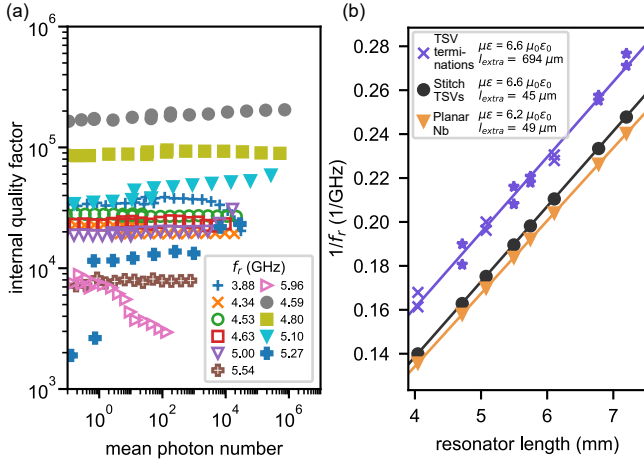 (a)
internal quality factor
10^6
10^5
10^4
10^3
f_r (GHz)
3.88
4.34
4.53
4.63
5.00
5.54
5.96
4.59
4.80
5.10
5.27
10^0
10^2
10^4
10^6
mean photon number
(b)
1/f_r (1/GHz)
0.28
0.26
0.24
0.22
0.20
0.18
0.16
0.14
TSV
termi-
nations
με = 6.6 μ_0ε_0
l_extra = 694 μm
Stitch
TSVs
με = 6.6 μ_0ε_0
l_extra = 45 μm
Planar
Nb
με = 6.2 μ_0ε_0
l_extra = 49 μm
4
5
6
7
resonator length (mm)